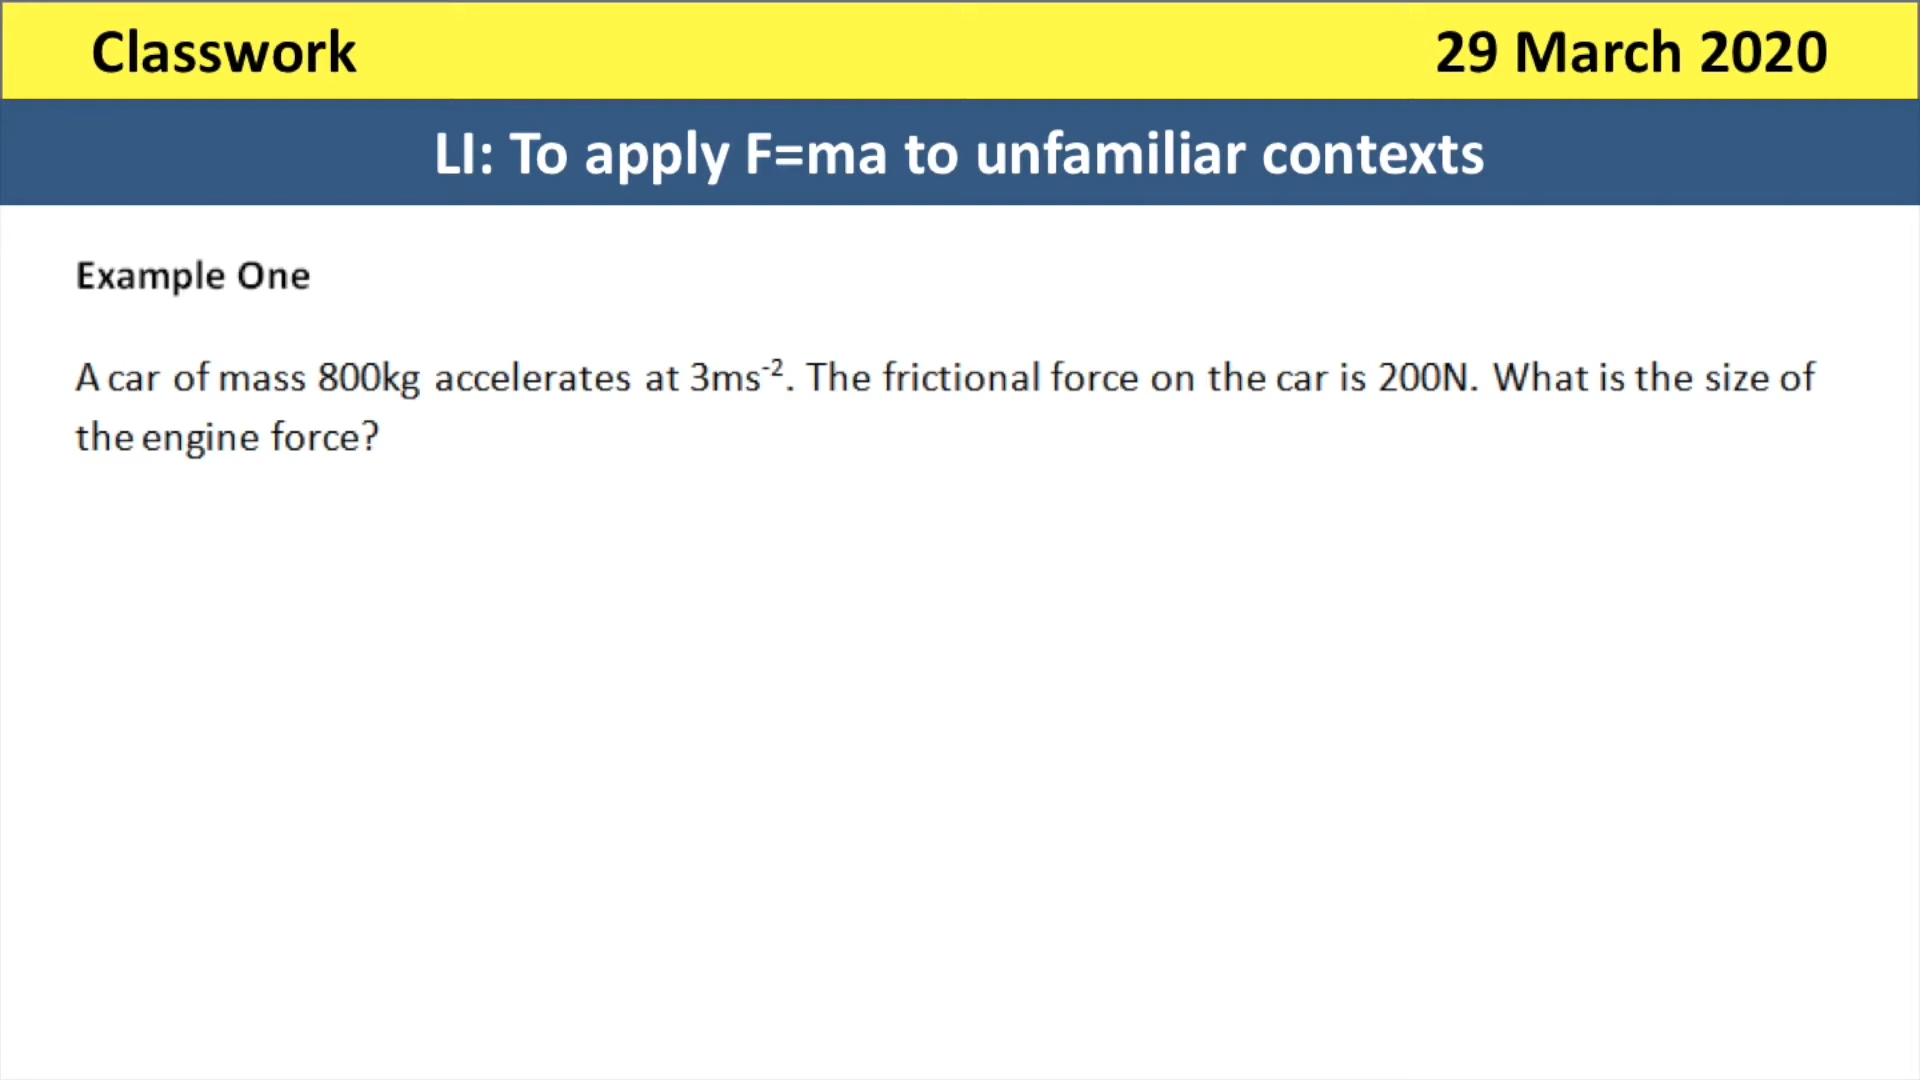 Classwork
29 March 2020
LI: To apply F=ma to unfamiliar contexts
Example One
A car of mass 800kg accelerates at 3ms⁻². The frictional force on the car is 200N. What is the size of
the engine force?